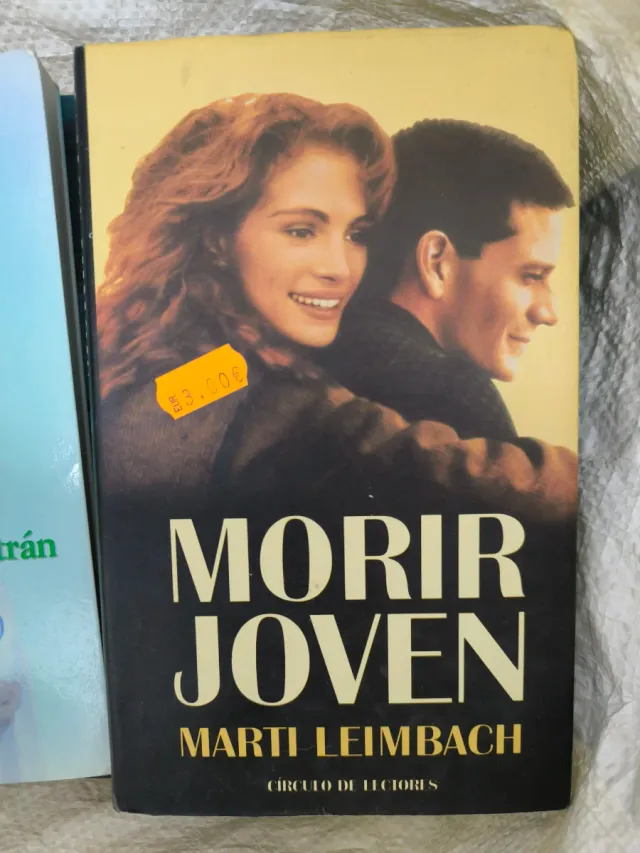 EUR 3.00€
MORIR
JOVEN
MARTI LEIMBACH
CÍRCULO DE LECTORES
trán